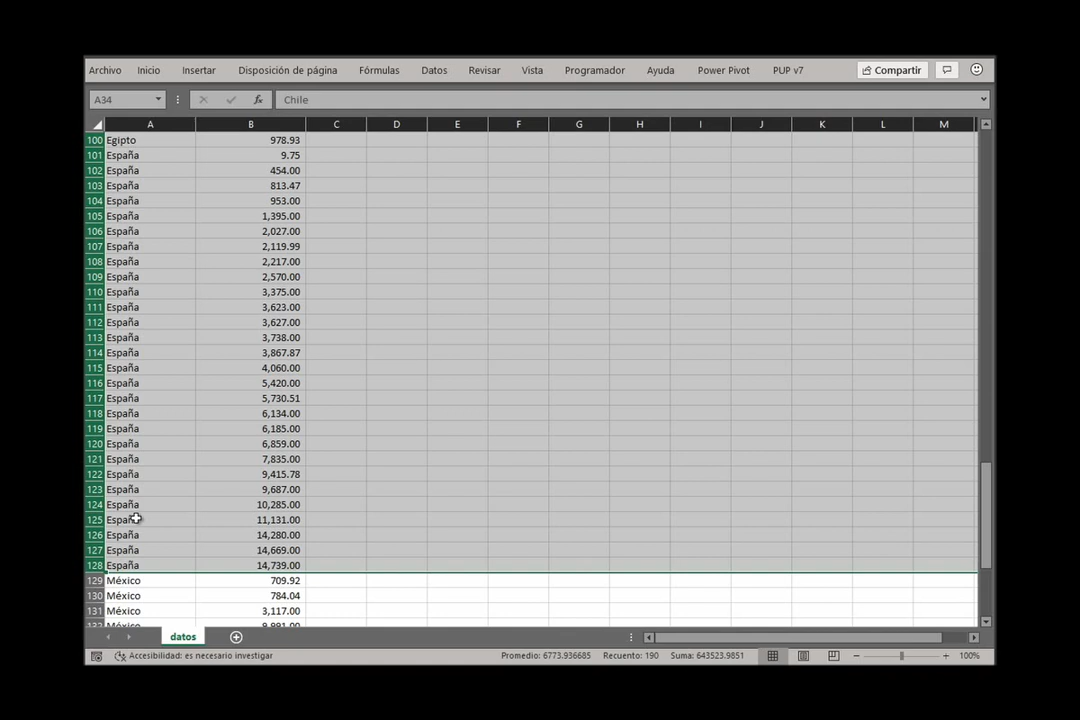 Archivo Inicio Insertar Disposición de página Fórmulas Datos Revisar Vista Programador Ayuda Power Pivot PUP v7 Compartir
A34 fx Chile
A B C D E F G H I J K L M
100 Egipto 978.93
101 España 9.75
102 España 454.00
103 España 813.47
104 España 953.00
105 España 1,395.00
106 España 2,027.00
107 España 2,119.99
108 España 2,217.00
109 España 2,570.00
110 España 3,375.00
111 España 3,623.00
112 España 3,627.00
113 España 3,738.00
114 España 3,867.87
115 España 4,060.00
116 España 5,420.00
117 España 5,730.51
118 España 6,134.00
119 España 6,185.00
120 España 6,859.00
121 España 7,835.00
122 España 9,415.78
123 España 9,687.00
124 España 10,285.00
125 España 11,131.00
126 España 14,280.00
127 España 14,669.00
128 España 14,739.00
129 México 709.92
130 México 784.04
131 México 3,117.00
132 México 9,991.00
datos
Accesibilidad: es necesario investigar Promedio: 6773.936685 Recuento: 190 Suma: 643523.9851 100%